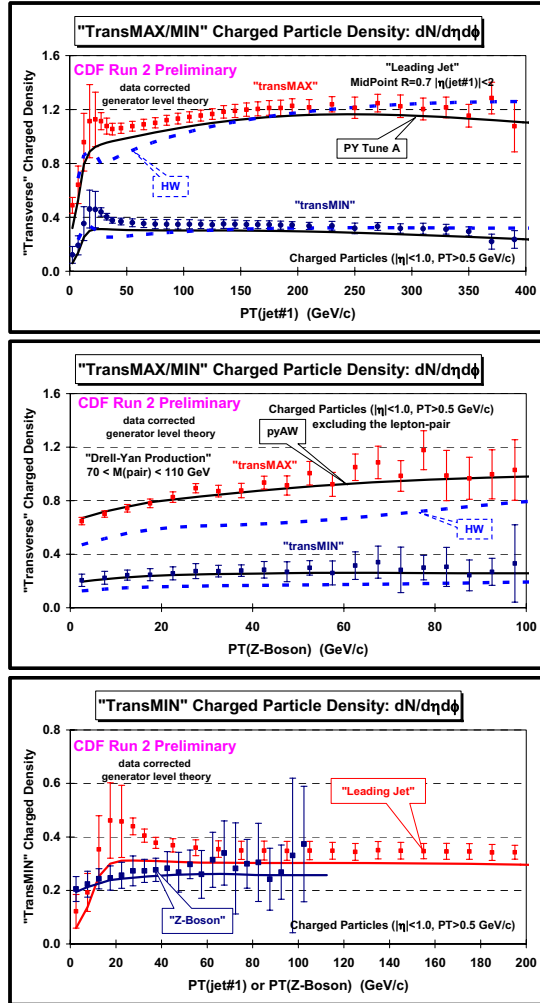 "TransMAX/MIN" Charged Particle Density: dN/dηdϕ
CDF Run 2 Preliminary
data corrected
generator level theory
"Leading Jet"
MidPoint R=0.7 |η(jet#1)|<2
"transMAX"
PY Tune A
HW
"transMIN"
Charged Particles (|η|<1.0, PT>0.5 GeV/c)
"Transverse" Charged Density
1.6
1.2
0.8
0.4
0.0
0 50 100 150 200 250 300 350 400
PT(jet#1) (GeV/c)
"TransMAX/MIN" Charged Particle Density: dN/dηdϕ
CDF Run 2 Preliminary
data corrected
generator level theory
Charged Particles (|η|<1.0, PT>0.5 GeV/c)
excluding the lepton-pair
pyAW
"Drell-Yan Production"
70 < M(pair) < 110 GeV
"transMAX"
HW
"transMIN"
"Transverse" Charged Density
1.6
1.2
0.8
0.4
0.0
0 20 40 60 80 100
PT(Z-Boson) (GeV/c)
"TransMIN" Charged Particle Density: dN/dηdϕ
CDF Run 2 Preliminary
data corrected
generator level theory
"Leading Jet"
"Z-Boson"
Charged Particles (|η|<1.0, PT>0.5 GeV/c)
"TransMIN" Charged Density
0.8
0.6
0.4
0.2
0.0
0 20 40 60 80 100 120 140 160 180 200
PT(jet#1) or PT(Z-Boson) (GeV/c)